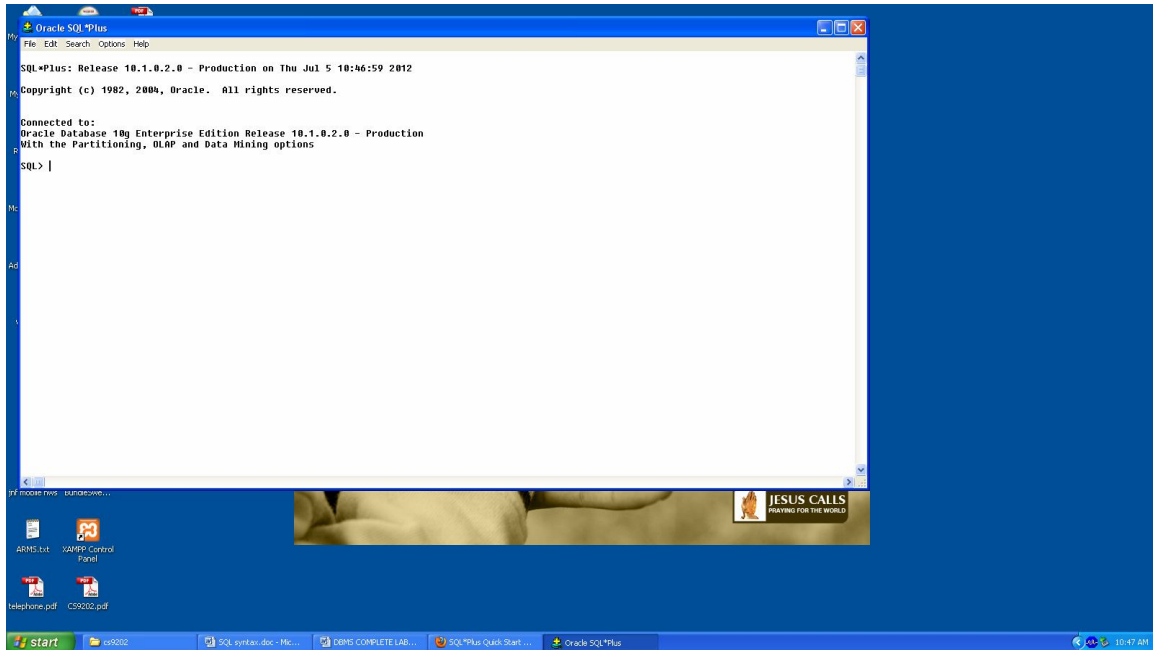 Oracle SQL*Plus
File Edit Search Options Help
SQL*Plus: Release 10.1.0.2.0 - Production on Thu Jul 5 10:46:59 2012
Copyright (c) 1982, 2004, Oracle. All rights reserved.
Connected to:
Oracle Database 10g Enterprise Edition Release 10.1.0.2.0 - Production
With the Partitioning, OLAP and Data Mining options
SQL>
My
My
R
Mc
Ad
JESUS CALLS
PRAYING FOR THE WORLD
ARMS.txt
XAMPP Control
Panel
telephone.pdf
CS9202.pdf
start
cs9202
SQL syntax.doc - Mic...
DBMS COMPLETE LAB...
SQL*Plus Quick Start ...
Oracle SQL*Plus
10:47 AM